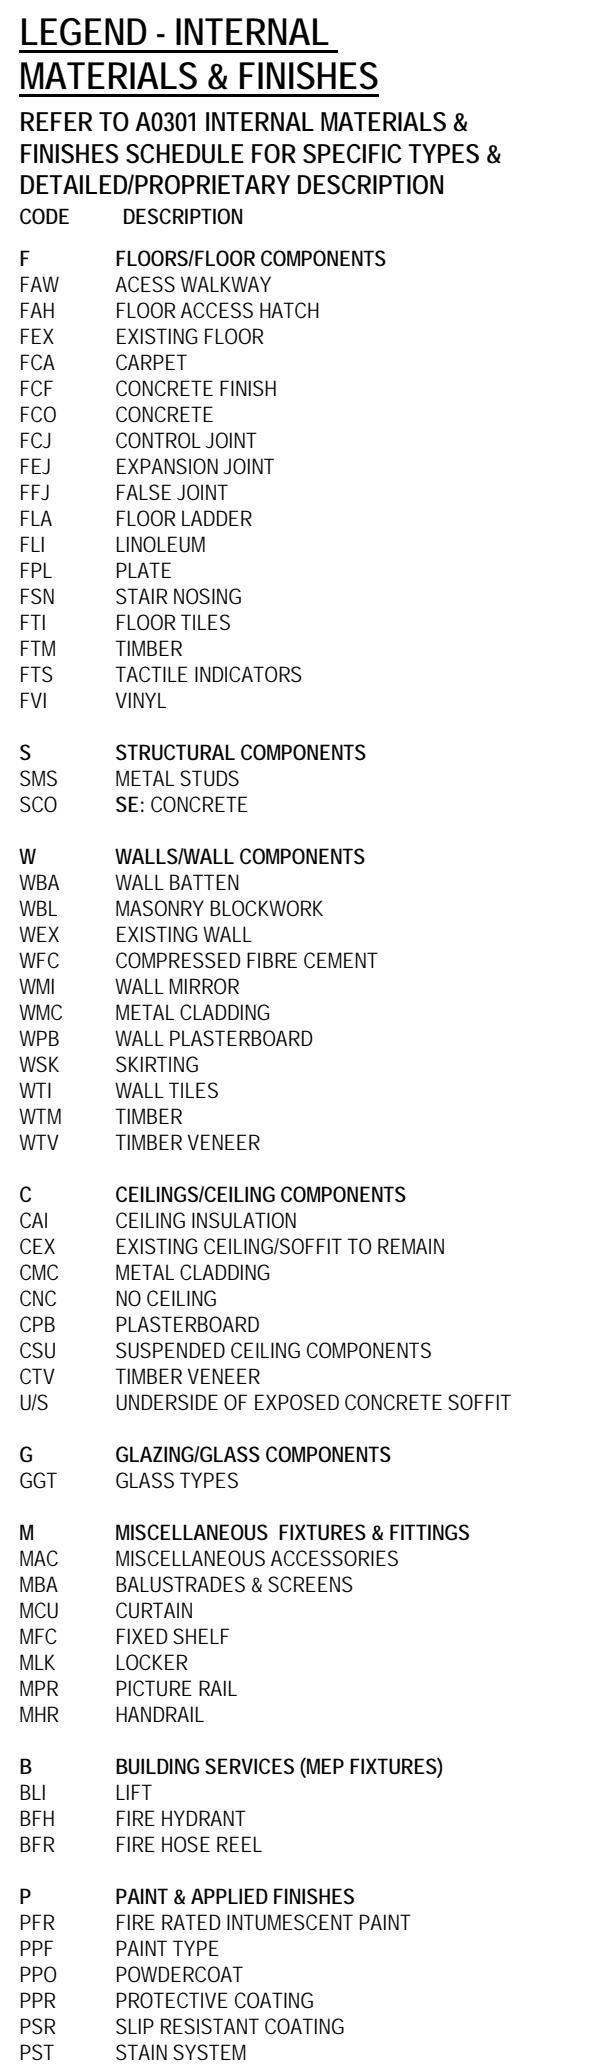 LEGEND - INTERNAL
MATERIALS & FINISHES
REFER TO A0301 INTERNAL MATERIALS &
FINISHES SCHEDULE FOR SPECIFIC TYPES &
DETAILED/PROPRIETARY DESCRIPTION
CODE DESCRIPTION
F FLOORS/FLOOR COMPONENTS
FAW ACESS WALKWAY
FAH FLOOR ACCESS HATCH
FEX EXISTING FLOOR
FCA CARPET
FCF CONCRETE FINISH
FCO CONCRETE
FCJ CONTROL JOINT
FEJ EXPANSION JOINT
FFJ FALSE JOINT
FLA FLOOR LADDER
FLI LINOLEUM
FPL PLATE
FSN STAIR NOSING
FTI FLOOR TILES
FTM TIMBER
FTS TACTILE INDICATORS
FVI VINYL
S STRUCTURAL COMPONENTS
SMS METAL STUDS
SCO SE: CONCRETE
W WALLS/WALL COMPONENTS
WBA WALL BATTEN
WBL MASONRY BLOCKWORK
WEX EXISTING WALL
WFC COMPRESSED FIBRE CEMENT
WMI WALL MIRROR
WMC METAL CLADDING
WPB WALL PLASTERBOARD
WSK SKIRTING
WTI WALL TILES
WTM TIMBER
WTV TIMBER VENEER
C CEILINGS/CEILING COMPONENTS
CAI CEILING INSULATION
CEX EXISTING CEILING/SOFFIT TO REMAIN
CMC METAL CLADDING
CNC NO CEILING
CPB PLASTERBOARD
CSU SUSPENDED CEILING COMPONENTS
CTV TIMBER VENEER
U/S UNDERSIDE OF EXPOSED CONCRETE SOFFIT
G GLAZING/GLASS COMPONENTS
GGT GLASS TYPES
M MISCELLANEOUS FIXTURES & FITTINGS
MAC MISCELLANEOUS ACCESSORIES
MBA BALUSTRADES & SCREENS
MCU CURTAIN
MFC FIXED SHELF
MLK LOCKER
MPR PICTURE RAIL
MHR HANDRAIL
B BUILDING SERVICES (MEP FIXTURES)
BLI LIFT
BFH FIRE HYDRANT
BFR FIRE HOSE REEL
P PAINT & APPLIED FINISHES
PFR FIRE RATED INTUMESCENT PAINT
PPF PAINT TYPE
PPO POWDERCOAT
PPR PROTECTIVE COATING
PSR SLIP RESISTANT COATING
PST STAIN SYSTEM